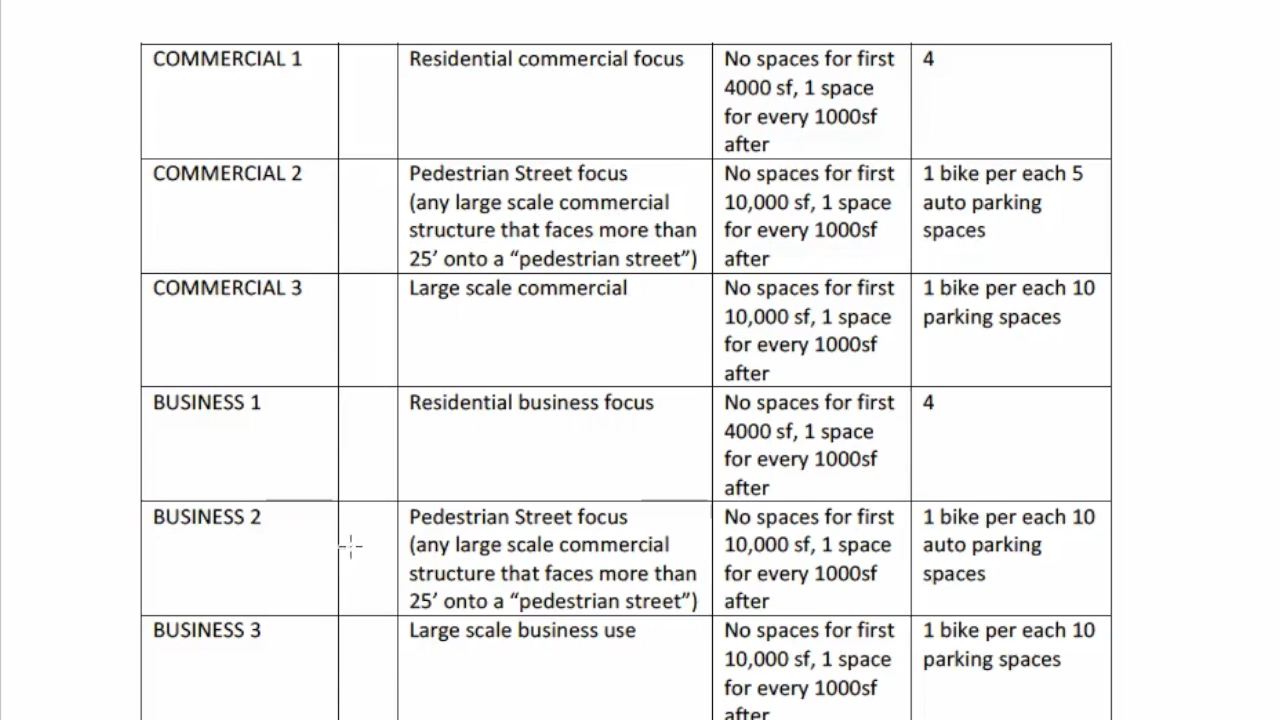 COMMERCIAL 1
Residential commercial focus
No spaces for first
4000 sf, 1 space
for every 1000sf
after
4
COMMERCIAL 2
Pedestrian Street focus
(any large scale commercial
structure that faces more than
25’ onto a “pedestrian street”)
No spaces for first
10,000 sf, 1 space
for every 1000sf
after
1 bike per each 5
auto parking
spaces
COMMERCIAL 3
Large scale commercial
No spaces for first
10,000 sf, 1 space
for every 1000sf
after
1 bike per each 10
parking spaces
BUSINESS 1
Residential business focus
No spaces for first
4000 sf, 1 space
for every 1000sf
after
4
BUSINESS 2
Pedestrian Street focus
(any large scale commercial
structure that faces more than
25’ onto a “pedestrian street”)
No spaces for first
10,000 sf, 1 space
for every 1000sf
after
1 bike per each 10
auto parking
spaces
BUSINESS 3
Large scale business use
No spaces for first
10,000 sf, 1 space
for every 1000sf
after
1 bike per each 10
parking spaces